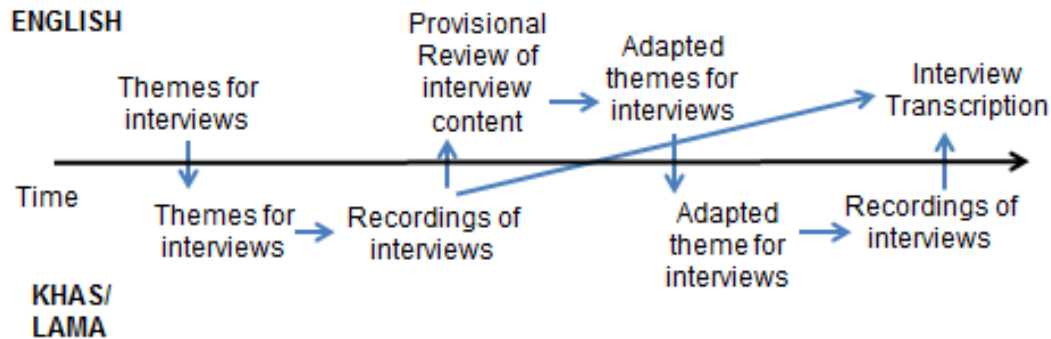 ENGLISH
Themes for
interviews
Provisional
Review of
interview
content
Adapted
themes for
interviews
Interview
Transcription
Time
Themes for
interviews
Recordings of
interviews
Adapted
theme for
interviews
Recordings of
interviews
KHAS/
LAMA